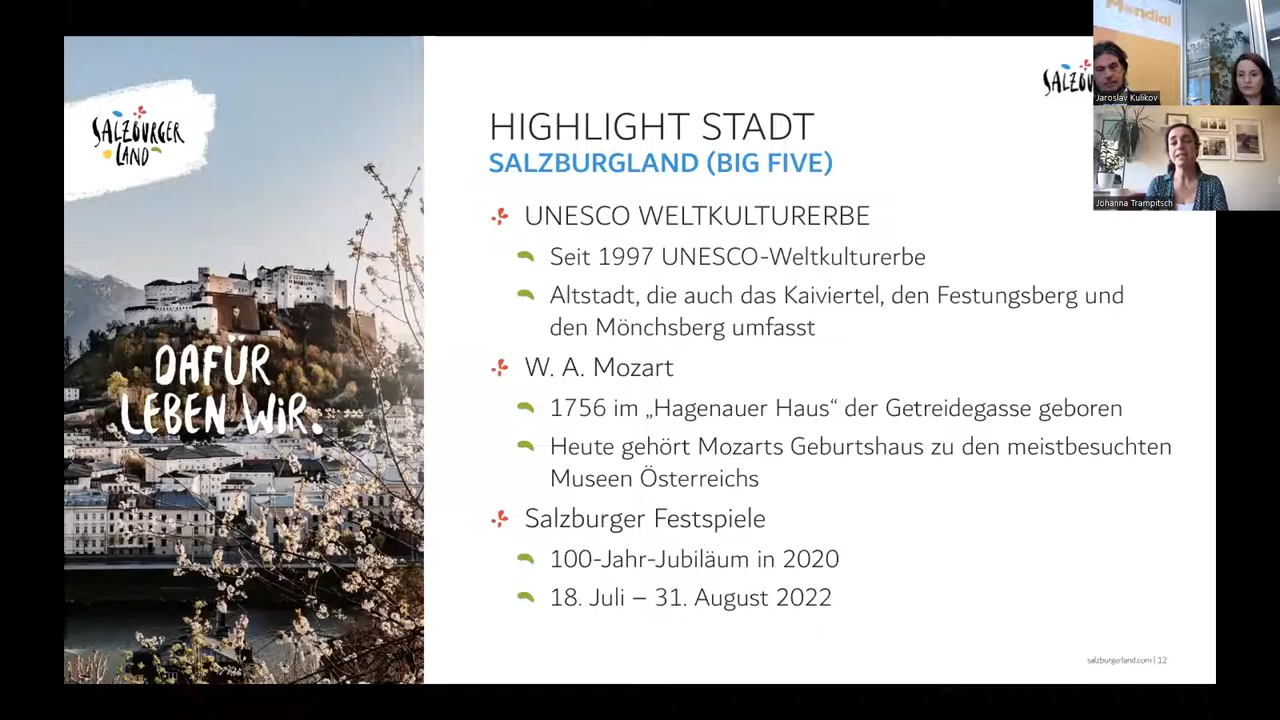 SALZBURGER
LAND
DAFÜR
LEBEN WIR.
HIGHLIGHT STADT
SALZBURGLAND (BIG FIVE)
UNESCO WELTKULTURERBE
Seit 1997 UNESCO-Weltkulturerbe
Altstadt, die auch das Kaiviertel, den Festungsberg und
den Mönchsberg umfasst
W. A. Mozart
1756 im „Hagenauer Haus“ der Getreidegasse geboren
Heute gehört Mozarts Geburtshaus zu den meistbesuchten
Museen Österreichs
Salzburger Festspiele
100-Jahr-Jubiläum in 2020
18. Juli – 31. August 2022
salzburgerland.com | 12
SALZBU
Mundial
Jaroslav Kulikov
Johanna Trampitsch